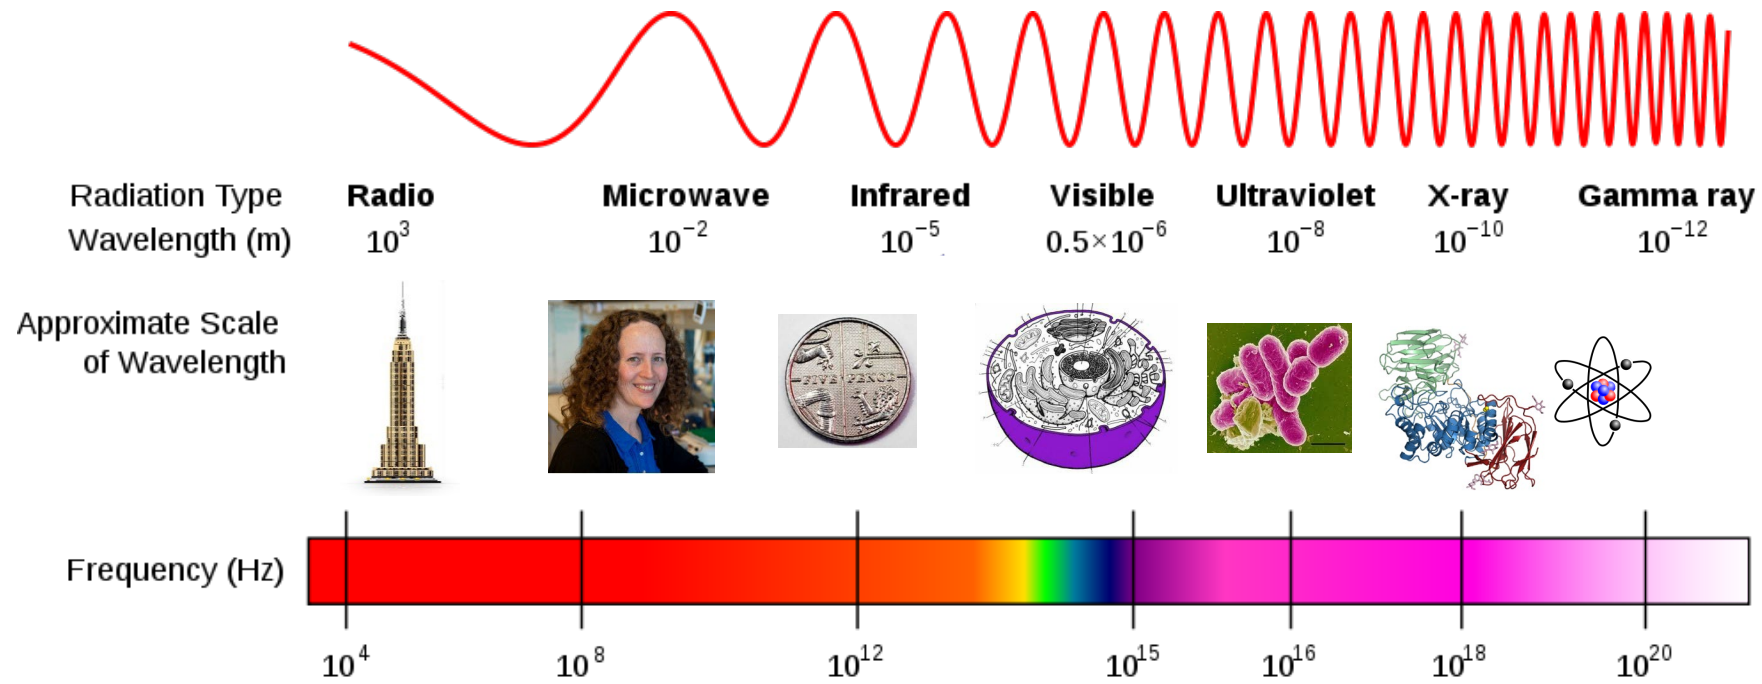 Radiation Type Radio Microwave Infrared Visible Ultraviolet X-ray Gamma ray
Wavelength (m) 10³ 10⁻² 10⁻⁵ 0.5×10⁻⁶ 10⁻⁸ 10⁻¹⁰ 10⁻¹²
Approximate Scale
of Wavelength
FIVE PENCE
Frequency (Hz)
10⁴ 10⁸ 10¹² 10¹⁵ 10¹⁶ 10¹⁸ 10²⁰